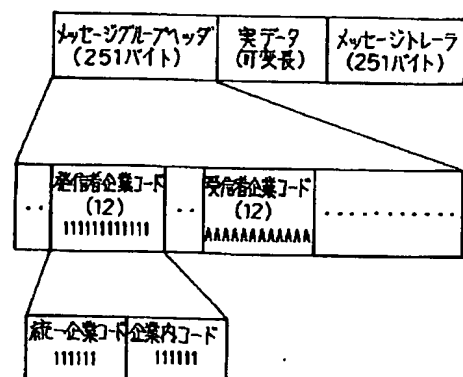 メッセージグループヘッダ
(251バイト)
実データ
(可変長)
メッセージトレーラ
(251バイト)
‥
発信者企業コード
(12)
111111111111
‥
受信者企業コード
(12)
AAAAAAAAAAAA
............
統一企業コード
111111
企業内コード
111111